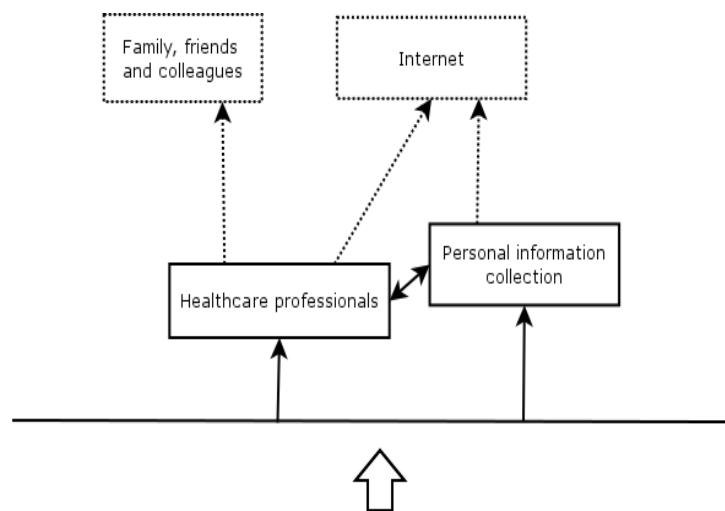 Family, friends
and colleagues
Internet
Personal information
collection
Healthcare professionals